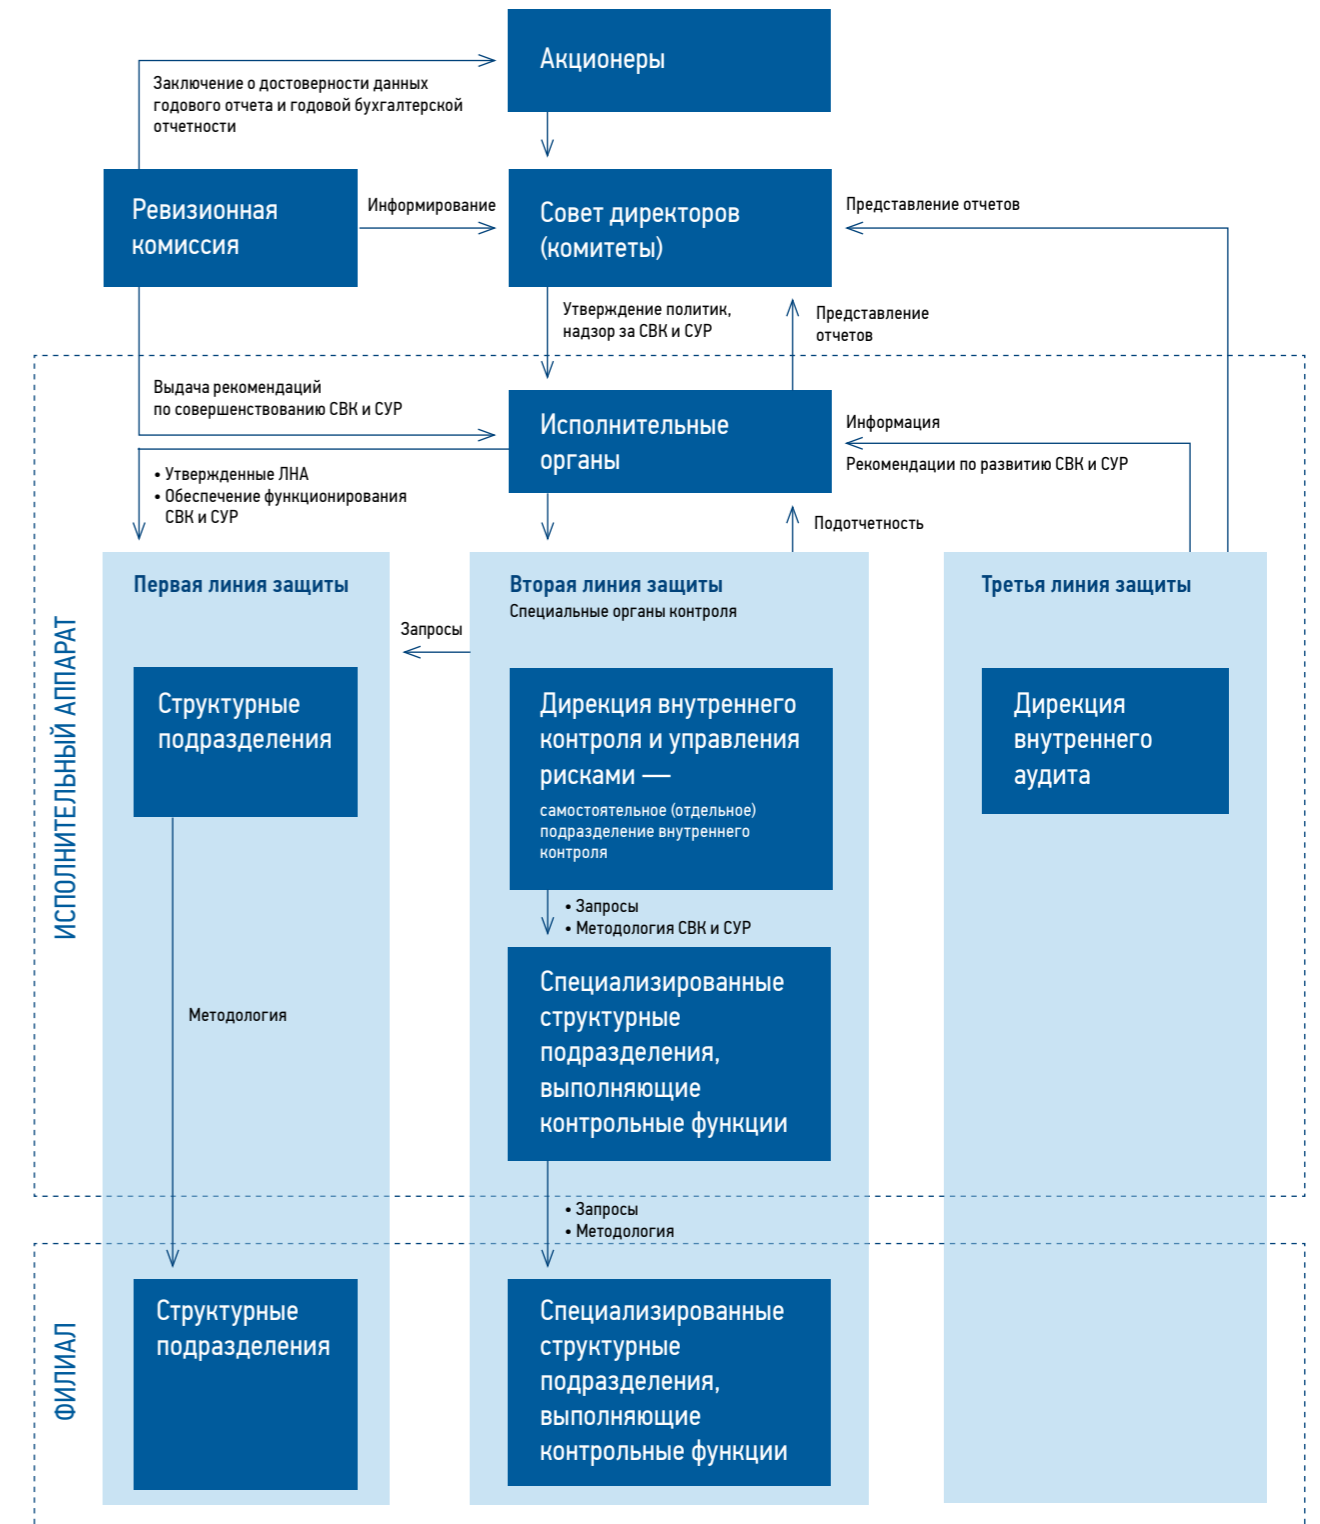 Акционеры
Заключение о достоверности данных
годового отчета и годовой бухгалтерской
отчетности
Ревизионная
комиссия
Информирование
Совет директоров
(комитеты)
Представление отчетов
Утверждение политик,
надзор за СВК и СУР
Представление
отчетов
Выдача рекомендаций
по совершенствованию СВК и СУР
Исполнительные
органы
Информация
Рекомендации по развитию СВК и СУР
• Утвержденные ЛНА
• Обеспечение функционирования
СВК и СУР
Подотчетность
ИСПОЛНИТЕЛЬНЫЙ АППАРАТ
Первая линия защиты
Вторая линия защиты
Специальные органы контроля
Третья линия защиты
Запросы
Структурные
подразделения
Дирекция внутреннего
контроля и управления
рисками —
самостоятельное (отдельное)
подразделение внутреннего
контроля
Дирекция
внутреннего
аудита
• Запросы
• Методология СВК и СУР
Специализированные
структурные
подразделения,
выполняющие
контрольные функции
Методология
• Запросы
• Методология
ФИЛИАЛ
Структурные
подразделения
Специализированные
структурные
подразделения,
выполняющие
контрольные функции